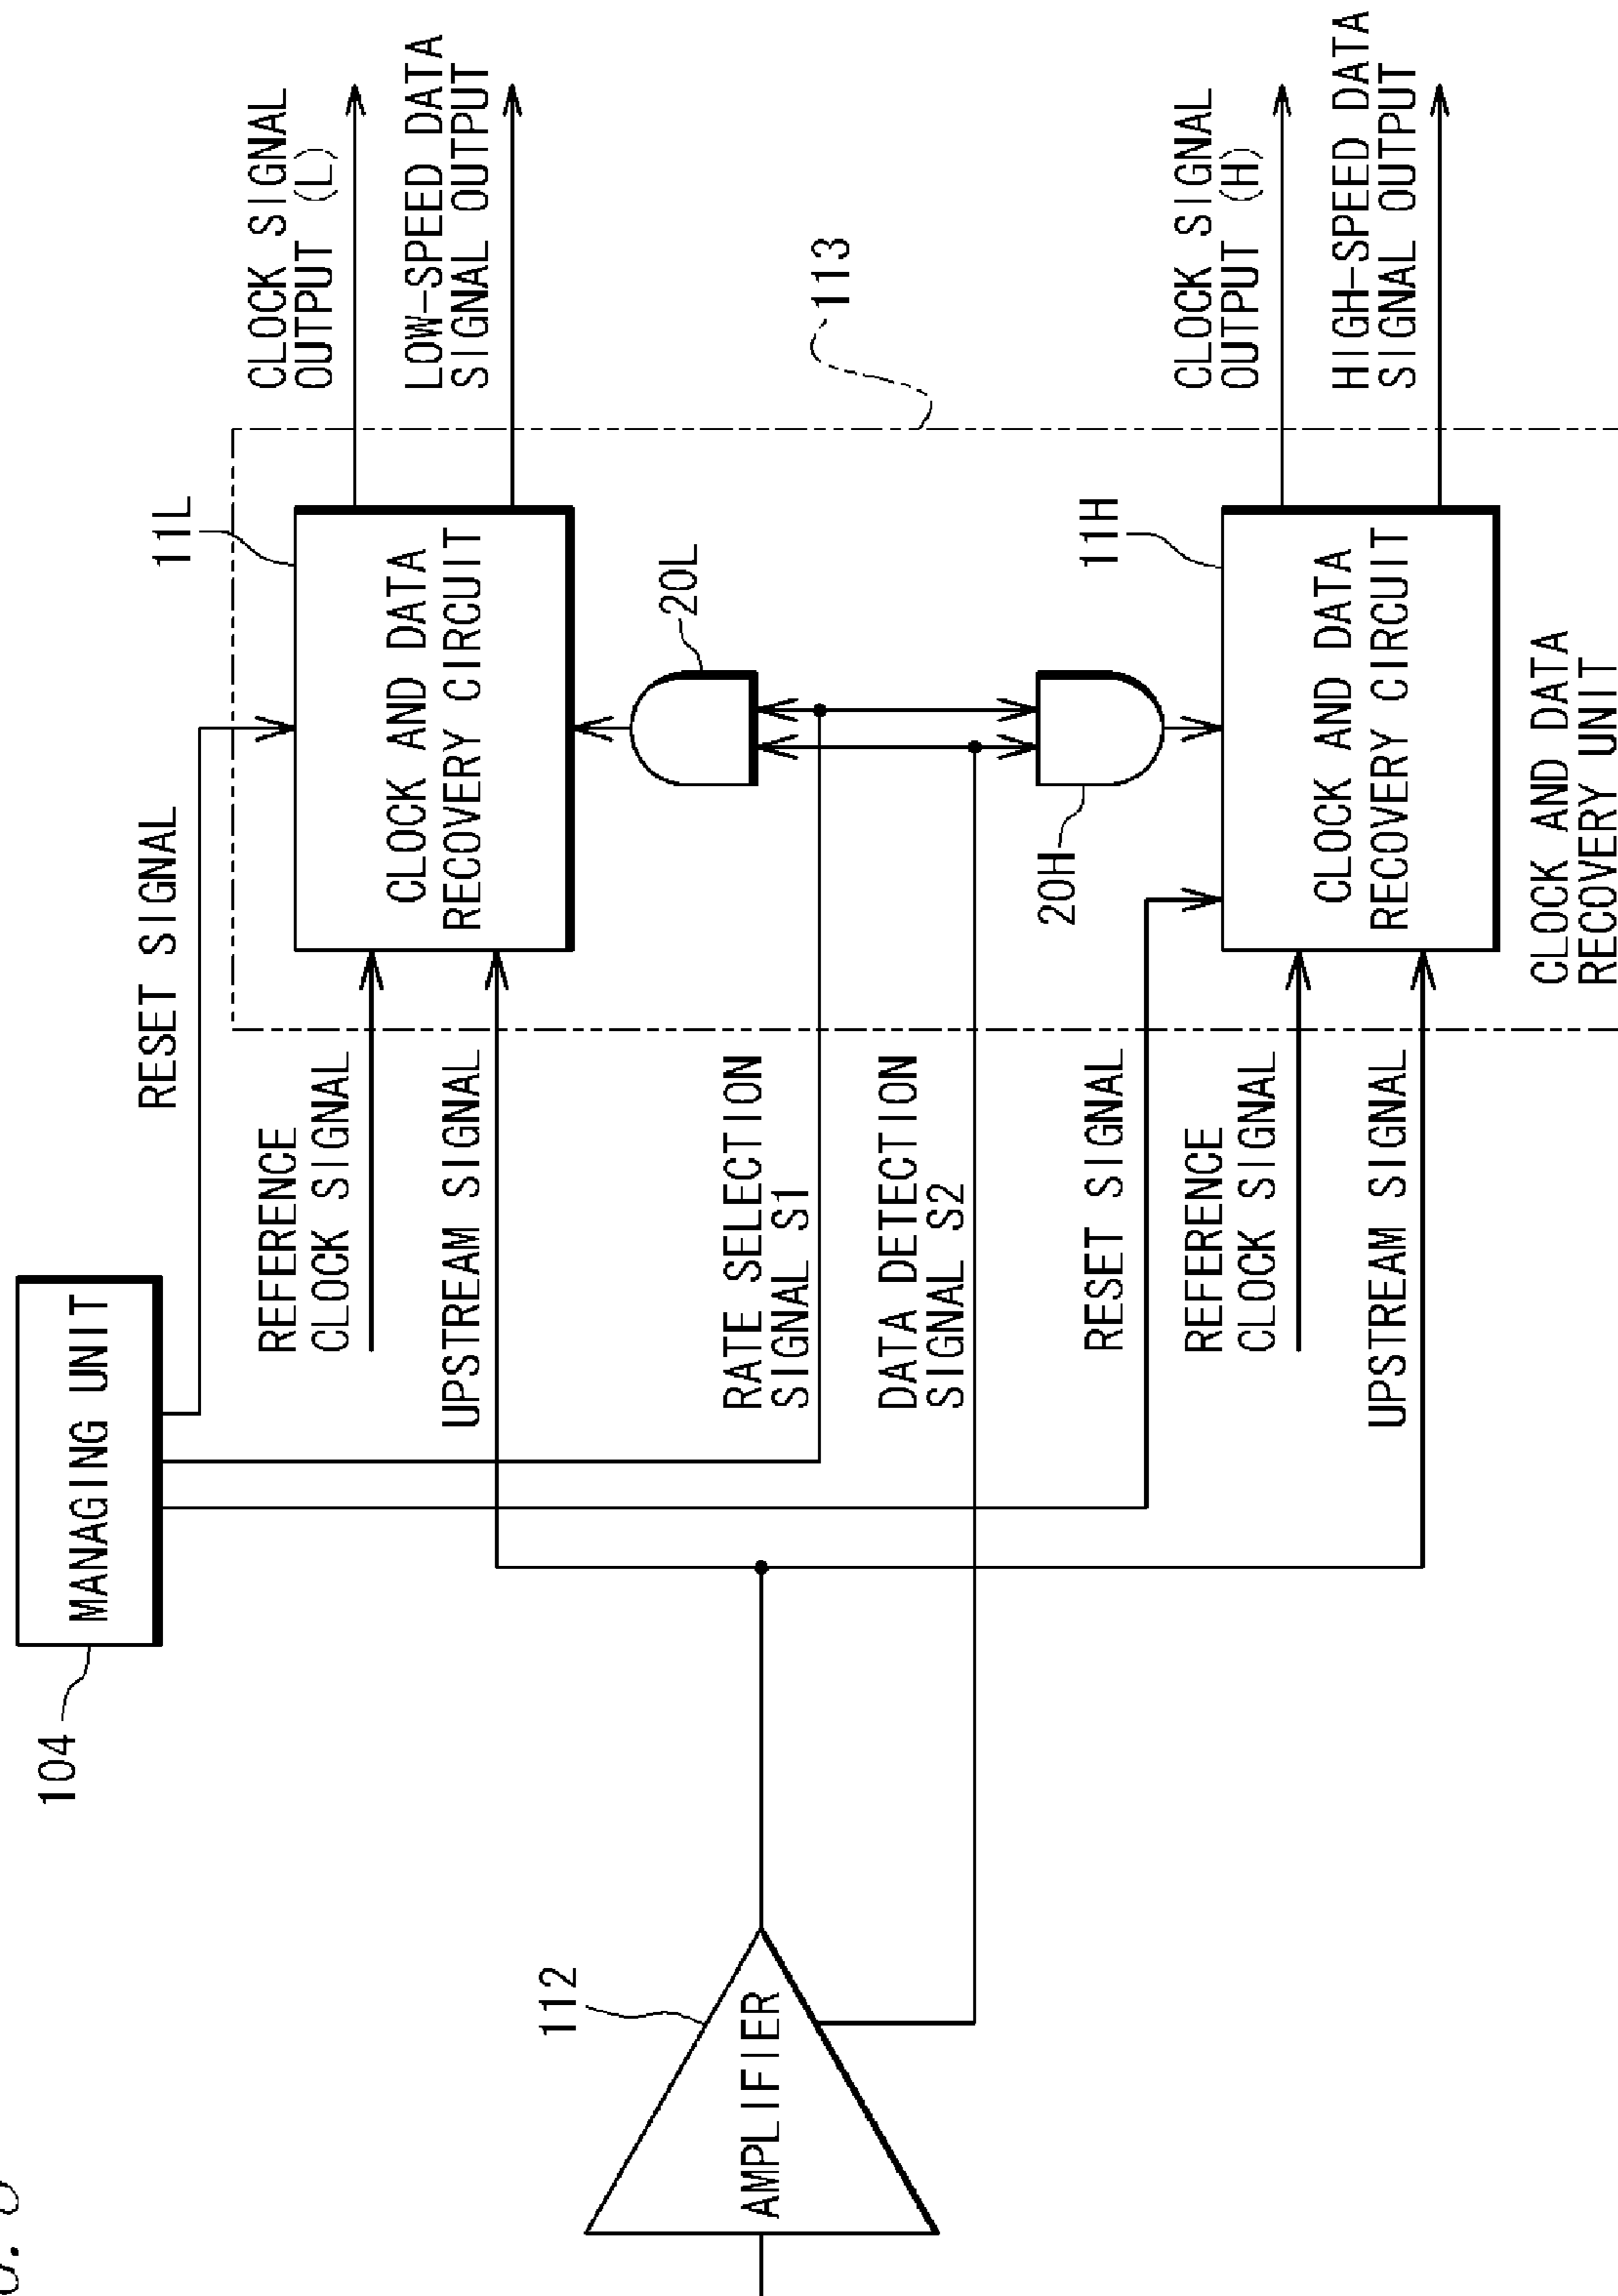 104
MANAGING UNIT
RESET SIGNAL
11L
CLOCK SIGNAL
OUTPUT (L)
REFERENCE
CLOCK SIGNAL
CLOCK AND DATA
RECOVERY CIRCUIT
LOW-SPEED DATA
SIGNAL OUTPUT
UPSTREAM SIGNAL
20L
112
AMPLIFIER
RATE SELECTION
SIGNAL S1
113
DATA DETECTION
SIGNAL S2
20H
RESET SIGNAL
11H
CLOCK SIGNAL
OUTPUT (H)
REFERENCE
CLOCK SIGNAL
CLOCK AND DATA
RECOVERY CIRCUIT
HIGH-SPEED DATA
SIGNAL OUTPUT
UPSTREAM SIGNAL
CLOCK AND DATA
RECOVERY UNIT